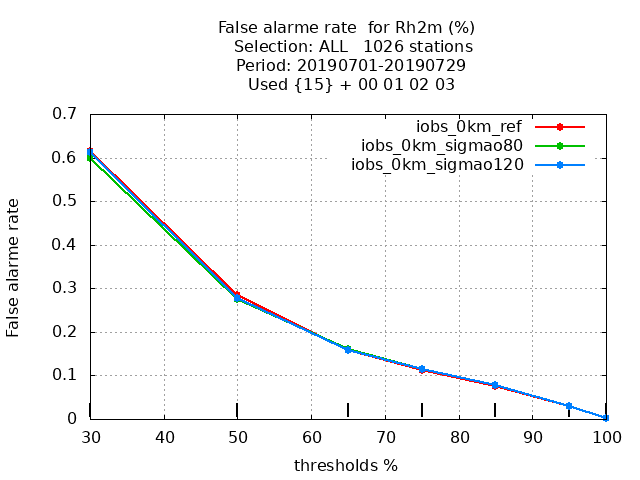 False alarme rate  for Rh2m (%)
Selection: ALL   1026 stations
Period: 20190701-20190729
Used {15} + 00 01 02 03
iobs_0km_ref
iobs_0km_sigmao80
iobs_0km_sigmao120
False alarme rate
0.7
0.6
0.5
0.4
0.3
0.2
0.1
0
30 40 50 60 70 80 90 100
thresholds %